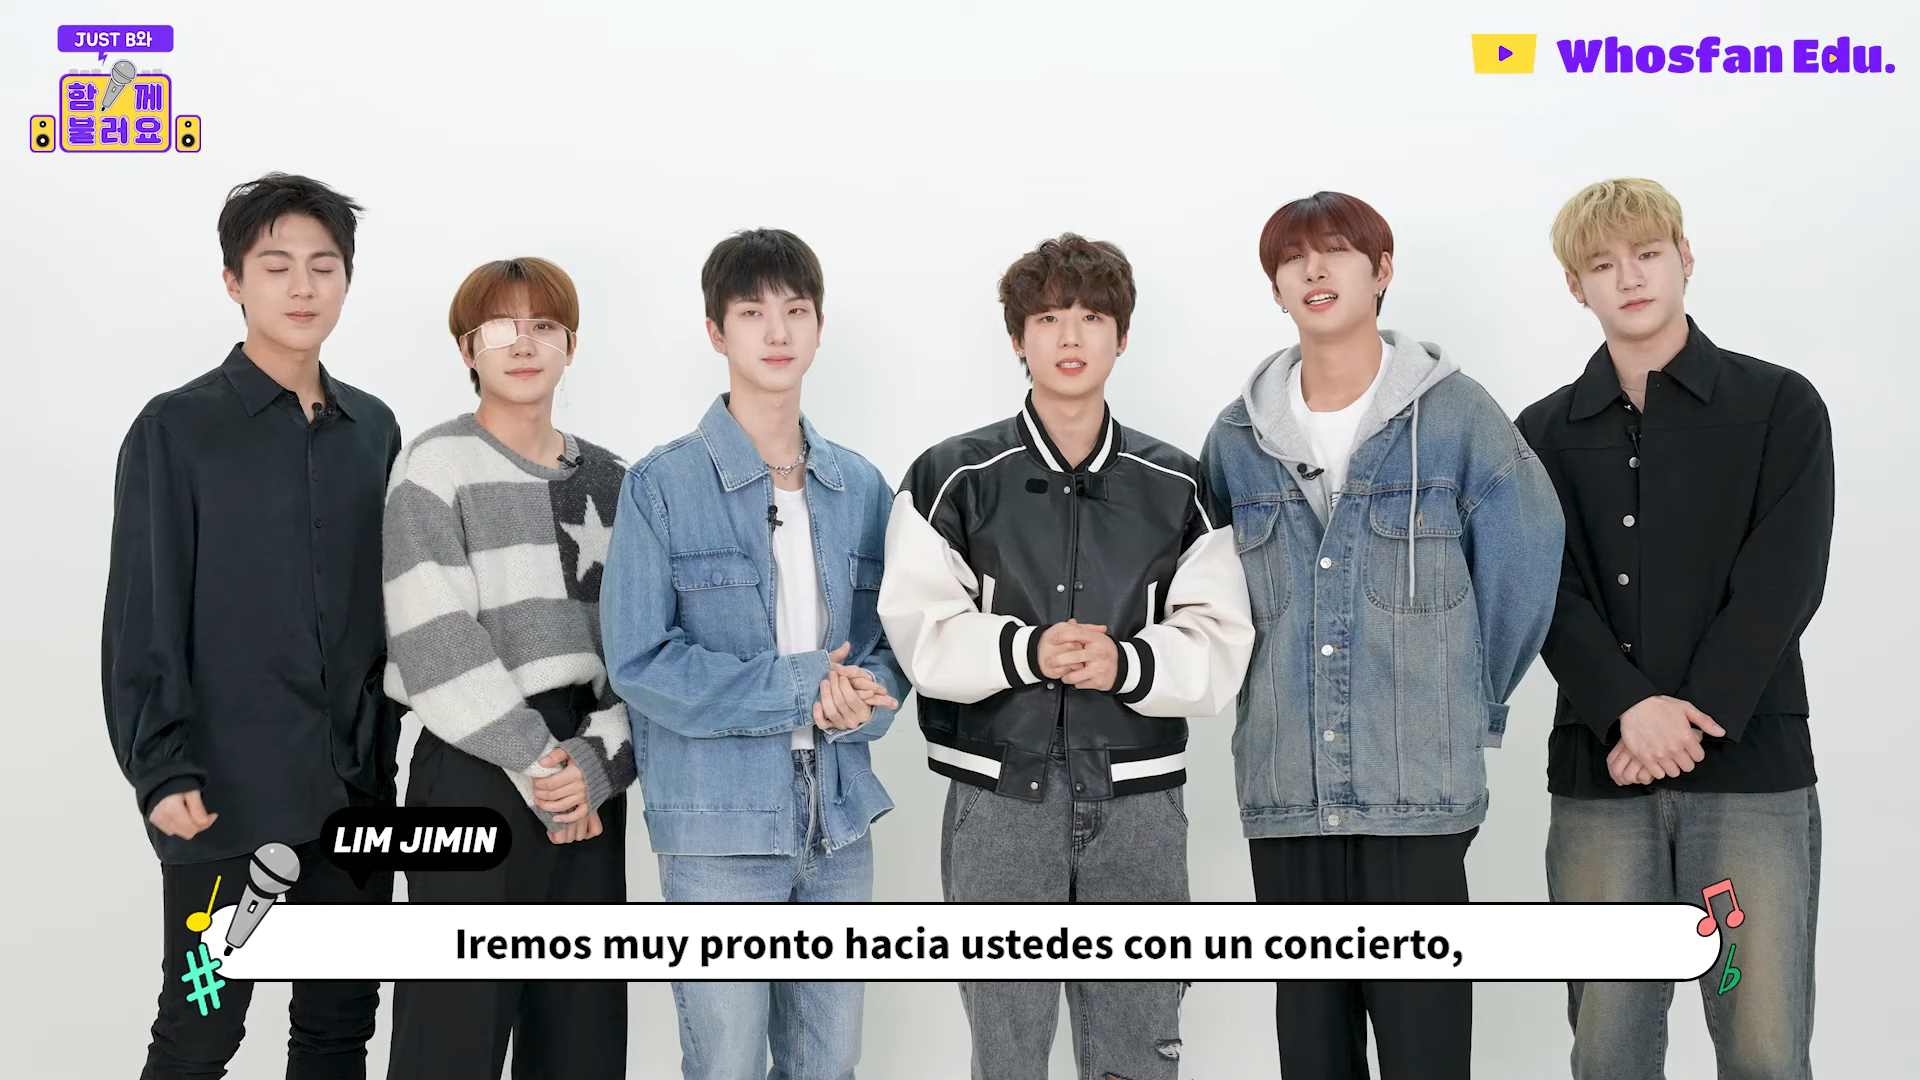 JUST B와
함께
불러요
Whosfan Edu.
LIM JIMIN
Iremos muy pronto hacia ustedes con un concierto,